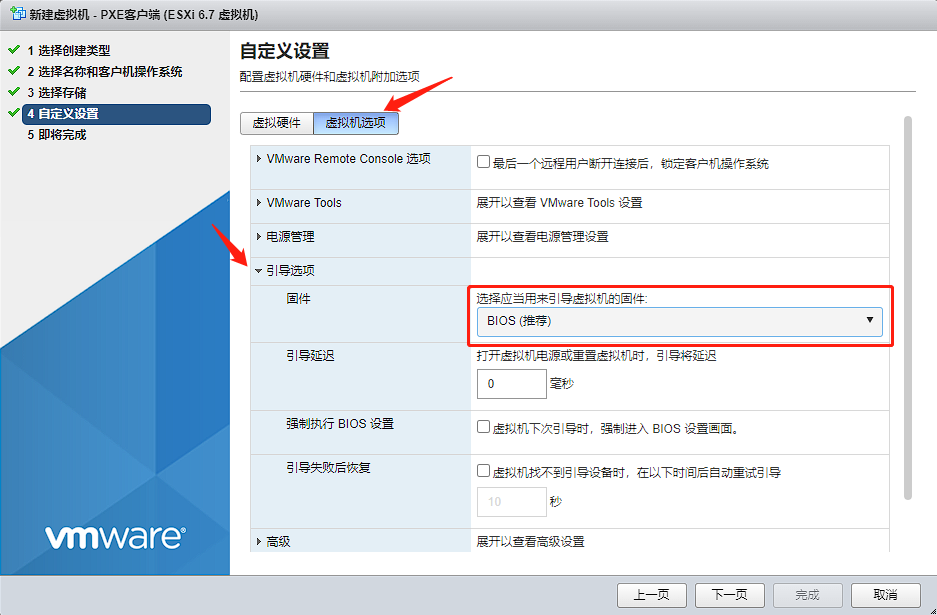 新建虚拟机 - PXE客户端 (ESXi 6.7 虚拟机)
1 选择创建类型
2 选择名称和客户机操作系统
3 选择存储
4 自定义设置
5 即将完成
自定义设置
配置虚拟机硬件和虚拟机附加选项
虚拟硬件 虚拟机选项
VMware Remote Console 选项 最后一个远程用户断开连接后，锁定客户机操作系统
VMware Tools 展开以查看 VMware Tools 设置
电源管理 展开以查看电源管理设置
引导选项
固件 选择应当用来引导虚拟机的固件:
BIOS (推荐)
引导延迟 打开虚拟机电源或重置虚拟机时，引导将延迟
0 毫秒
强制执行 BIOS 设置 虚拟机下次引导时，强制进入 BIOS 设置画面。
引导失败后恢复 虚拟机找不到引导设备时，在以下时间后自动重试引导
10 秒
高级 展开以查看高级设置
vmware®
上一页 下一页 完成 取消